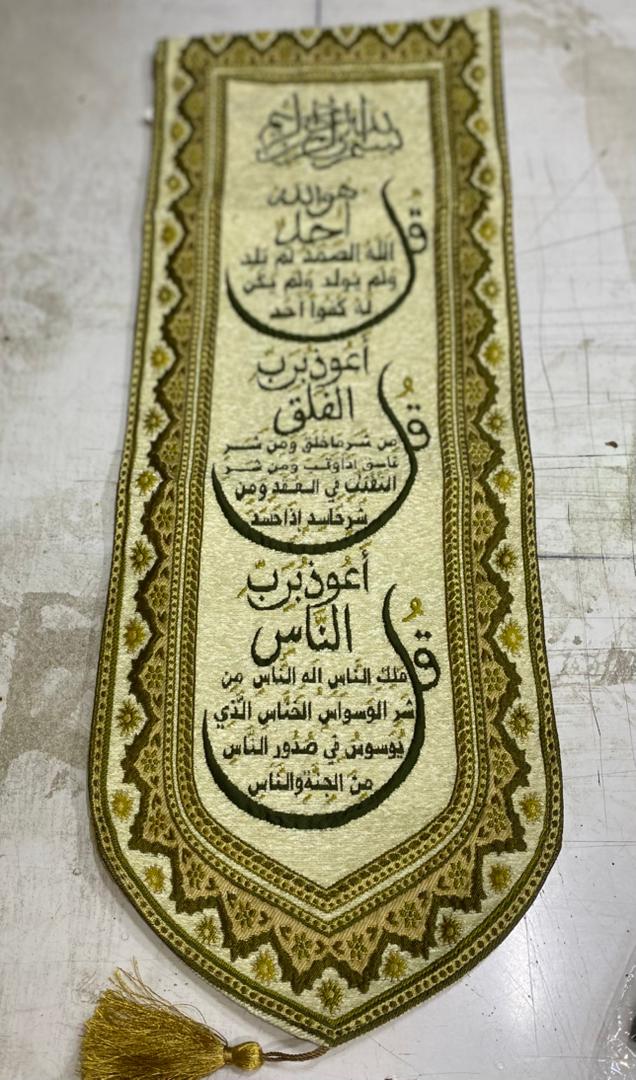 بسم الله الرحمن الرحيم
قل هو الله
أحد
الله الصمد لم يلد
ولم يولد ولم يكن
له كفوا أحد
قل أعوذ برب
الفلق
من شر ما خلق ومن شر
غاسق اذا وقب ومن شر
النفثت في العقد ومن
شر حاسد اذا حسد
قل أعوذ برب
الناس
ملك الناس اله الناس من
شر الوسواس الخناس الذي
يوسوس في صدور الناس
من الجنة والناس